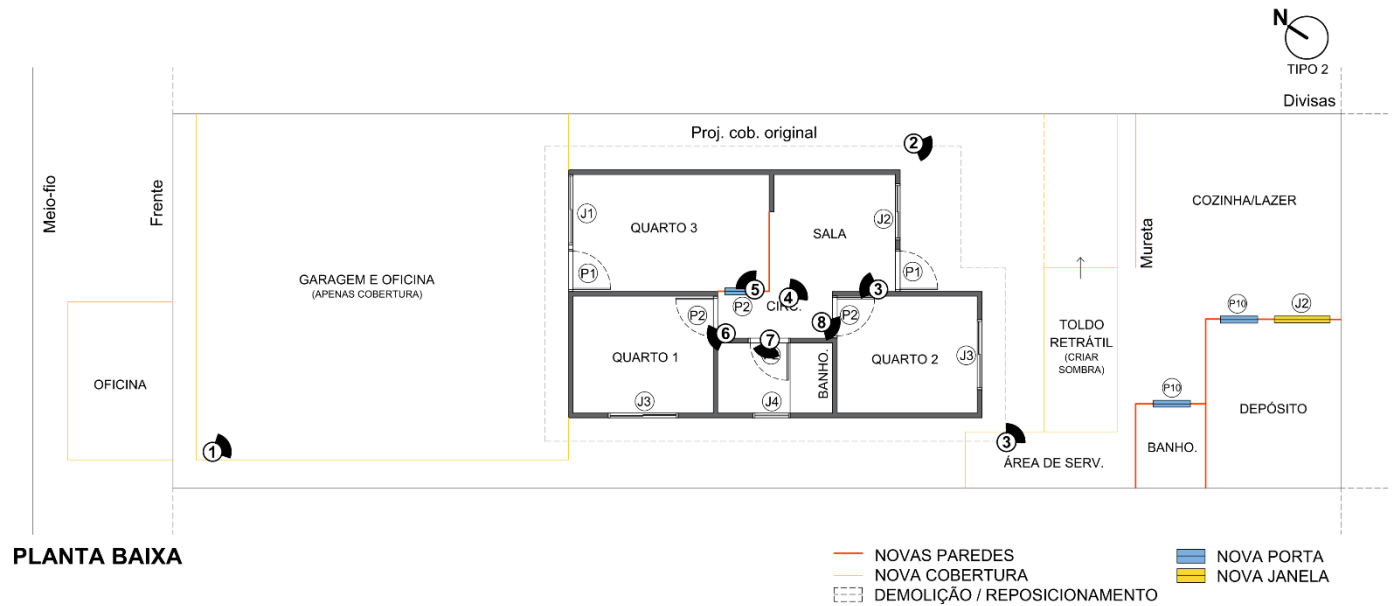 N
TIPO 2
Divisas
Proj. cob. original
2
Meio-fio
Frente
COZINHA/LAZER
J1
J2
QUARTO 3
SALA
Mureta
P1
P1
GARAGEM E OFICINA
(APENAS COBERTURA)
5
4
3
P2
CIRC.
P2
P2
8
6
7
P10
J2
TOLDO
RETRÁTIL
(CRIAR
SOMBRA)
QUARTO 1
BANHO.
QUARTO 2
J3
OFICINA
P10
J3
J4
DEPÓSITO
1
3
BANHO.
ÁREA DE SERV.
PLANTA BAIXA
NOVAS PAREDES
NOVA PORTA
NOVA COBERTURA
NOVA JANELA
DEMOLIÇÃO / REPOSICIONAMENTO